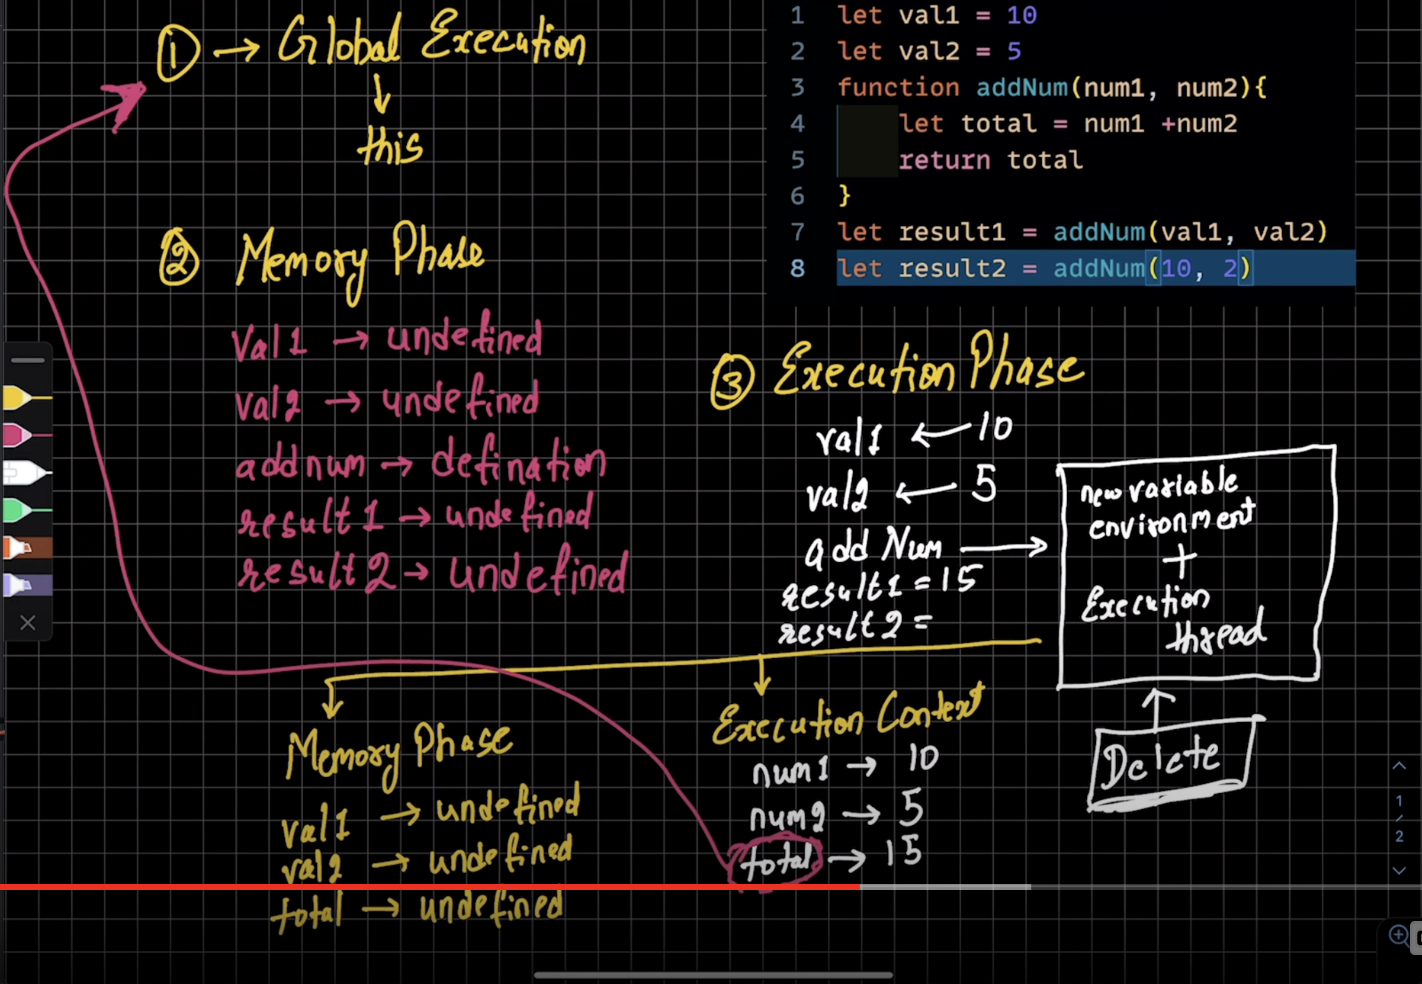 ① → Global Execution
↓
this
② Memory Phase
val1 → undefined
val2 → undefined
addnum → defination
result1 → undefined
result2 → undefined
1 let val1 = 10
2 let val2 = 5
3 function addNum(num1, num2){
4 let total = num1 +num2
5 return total
6 }
7 let result1 = addNum(val1, val2)
8 let result2 = addNum(10, 2)
③ Execution Phase
val1 ← 10
val2 ← 5
add Num →
result1 = 15
result2 =
new variable
environment
+
Execution
thread
Delete
Memory Phase
val1 → undefined
val2 → undefined
total → undefined
Execution Context
num1 → 10
num2 → 5
total → 15
1
/
2